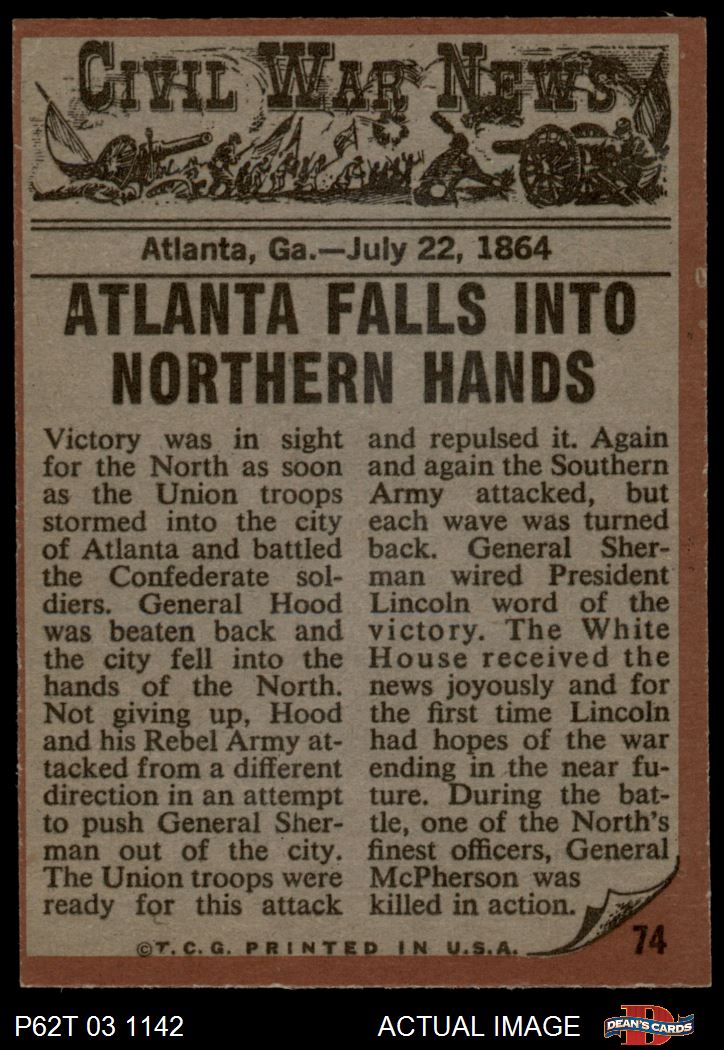 CIVIL WAR NEWS
Atlanta, Ga.—July 22, 1864
ATLANTA FALLS INTO
NORTHERN HANDS
Victory was in sight
for the North as soon
as the Union troops
stormed into the city
of Atlanta and battled
the Confederate sol-
diers. General Hood
was beaten back and
the city fell into the
hands of the North.
Not giving up, Hood
and his Rebel Army at-
tacked from a different
direction in an attempt
to push General Sher-
man out of the city.
The Union troops were
ready for this attack
and repulsed it. Again
and again the Southern
Army attacked, but
each wave was turned
back. General Sher-
man wired President
Lincoln word of the
victory. The White
House received the
news joyously and for
the first time Lincoln
had hopes of the war
ending in the near fu-
ture. During the bat-
tle, one of the North's
finest officers, General
McPherson was
killed in action.
74
©T.C.G. PRINTED IN U.S.A.
P62T 03 1142
ACTUAL IMAGE
D
DEAN'S CARDS